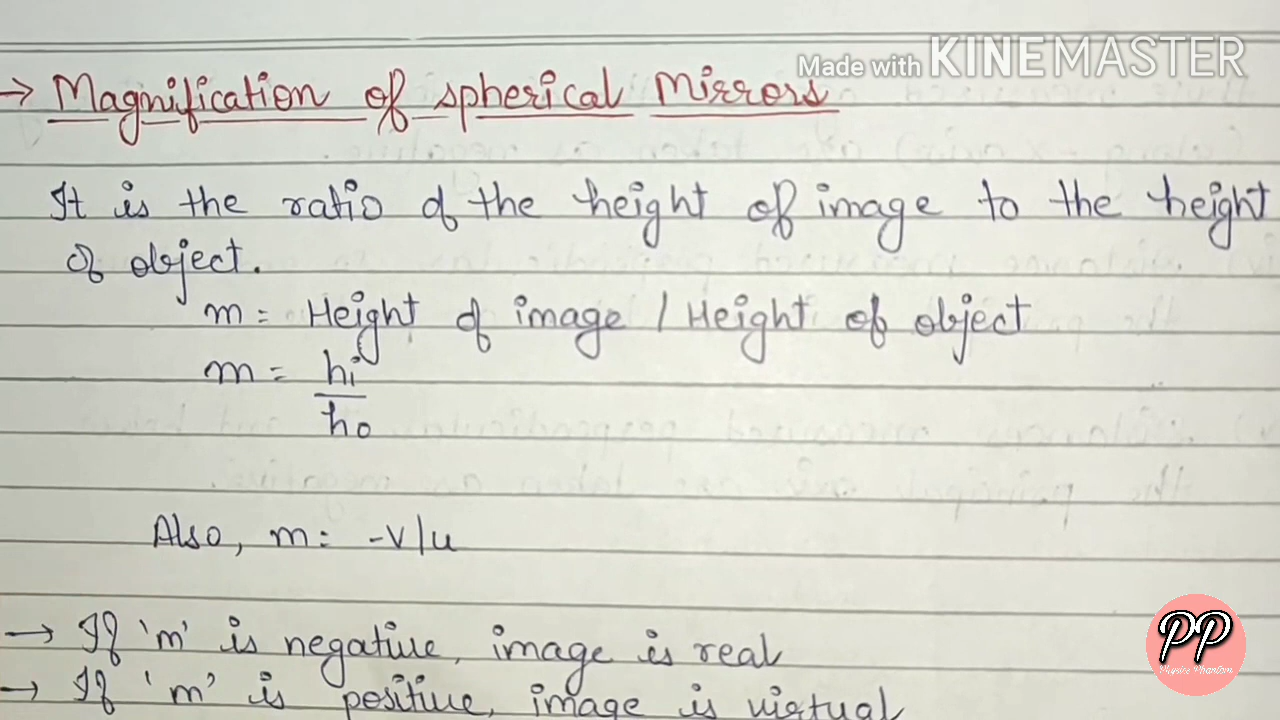 Made with KINEMASTER
→ Magnification of spherical Mirrors
It is the ratio of the height of image to the height
of object.
m = Height of image / Height of object
m = hi
ho
Also, m = -v/u
→ If 'm' is negative, image is real
→ If 'm' is positive, image is virtual
PP
Physics Phantom